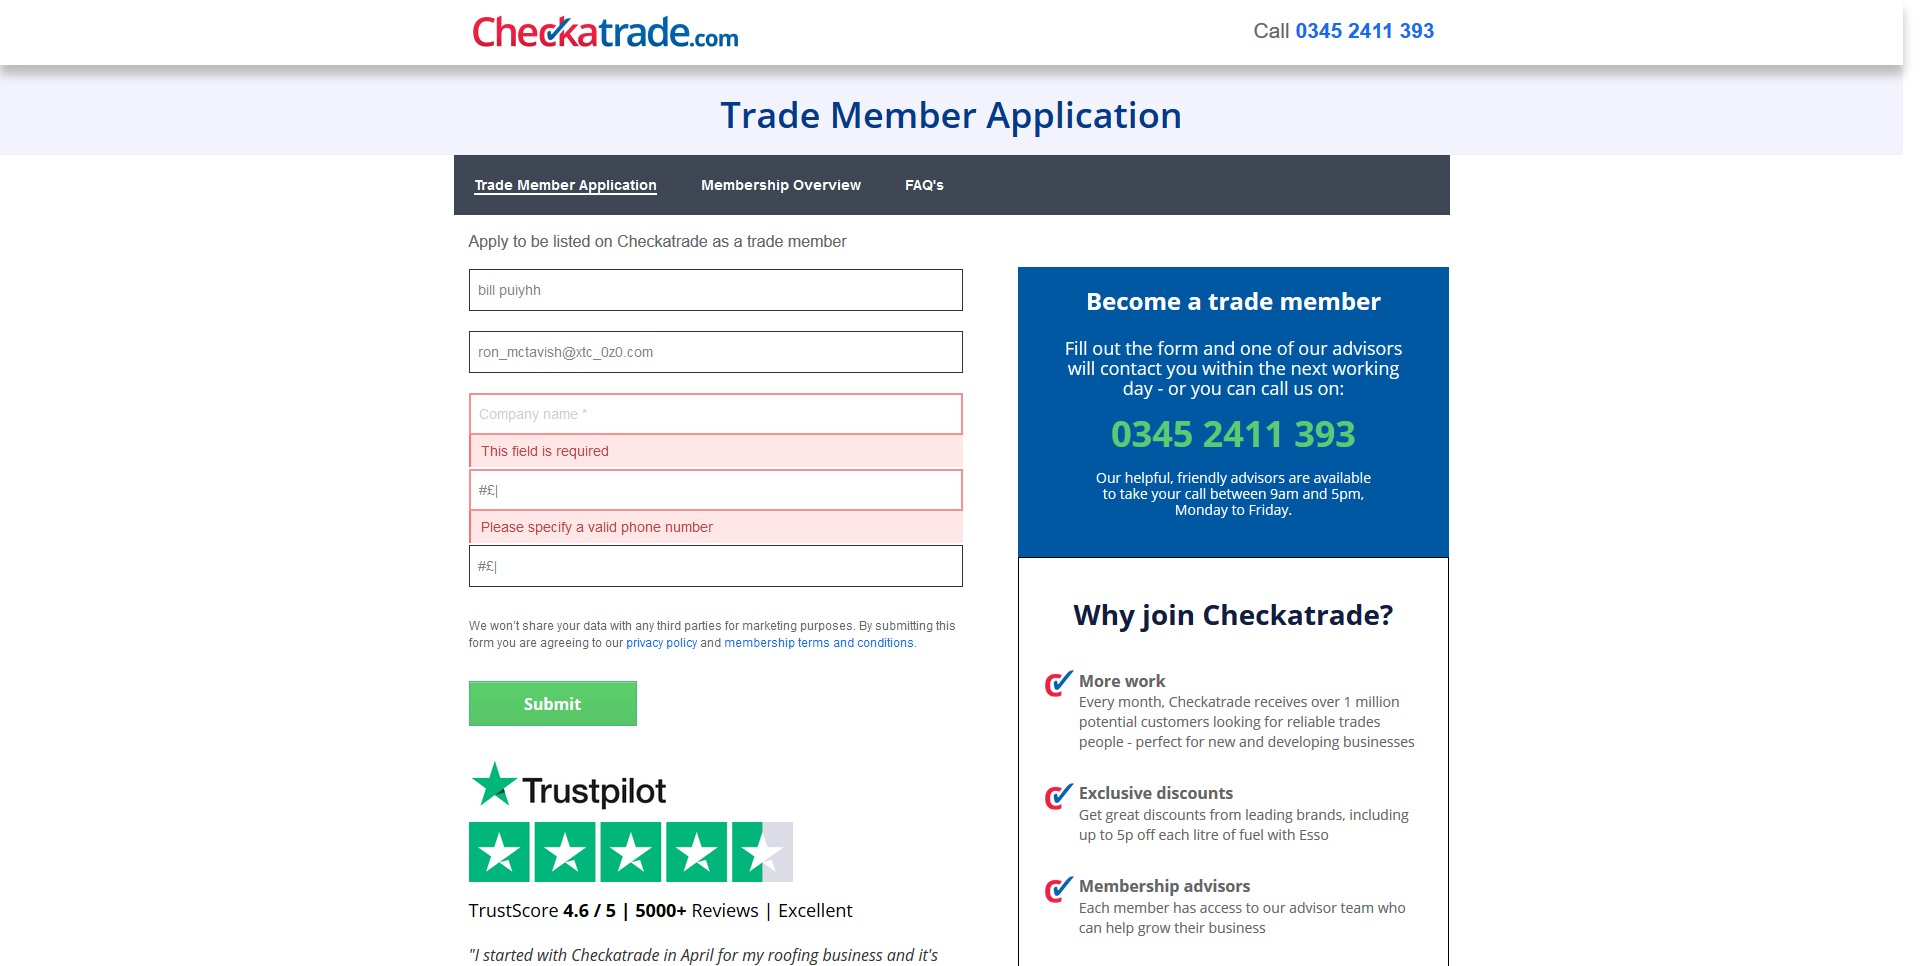 Checkatrade.com
Call 0345 2411 393
Trade Member Application
Trade Member Application
Membership Overview
FAQ's
Apply to be listed on Checkatrade as a trade member
bill puiyhh
ron_mctavish@xtc_0z0.com
Company name *
This field is required
#£|
Please specify a valid phone number
#£|
We won't share your data with any third parties for marketing purposes. By submitting this
form you are agreeing to our privacy policy and membership terms and conditions.
Submit
Trustpilot
TrustScore 4.6 / 5 | 5000+ Reviews | Excellent
"I started with Checkatrade in April for my roofing business and it's
Become a trade member
Fill out the form and one of our advisors
will contact you within the next working
day - or you can call us on:
0345 2411 393
Our helpful, friendly advisors are available
to take your call between 9am and 5pm,
Monday to Friday.
Why join Checkatrade?
More work
Every month, Checkatrade receives over 1 million
potential customers looking for reliable trades
people - perfect for new and developing businesses
Exclusive discounts
Get great discounts from leading brands, including
up to 5p off each litre of fuel with Esso
Membership advisors
Each member has access to our advisor team who
can help grow their business